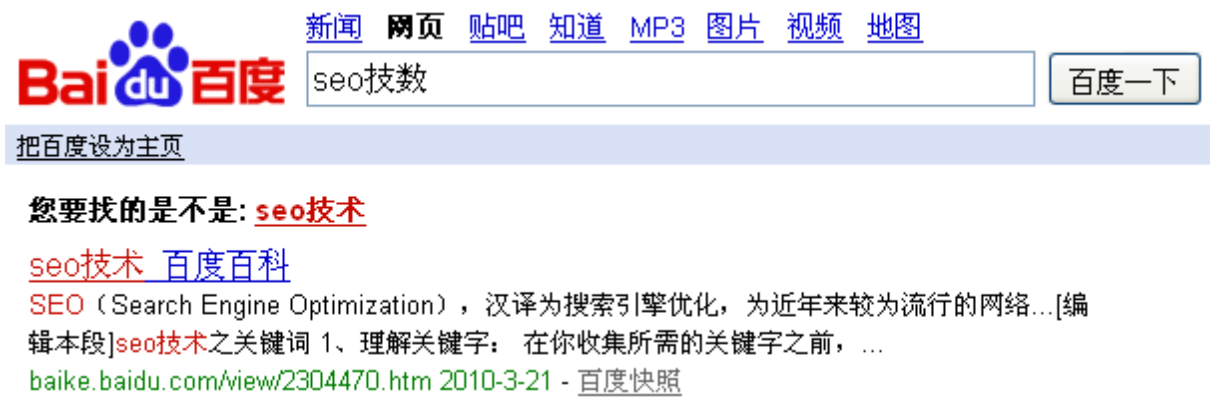 新闻 网页 贴吧 知道 MP3 图片 视频 地图
Bai du 百度 seo技数 百度一下
把百度设为主页
您要找的是不是: seo技术
seo技术_百度百科
SEO（Search Engine Optimization），汉译为搜索引擎优化，为近年来较为流行的网络...[编
辑本段]seo技术之关键词 1、理解关键字： 在你收集所需的关键字之前， ...
baike.baidu.com/view/2304470.htm 2010-3-21 - 百度快照